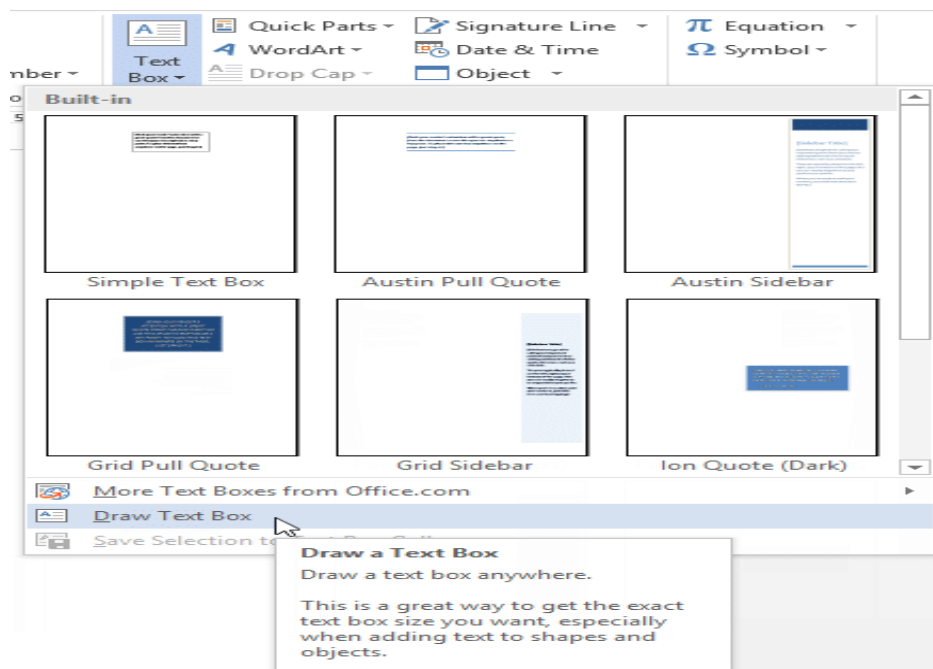 Quick Parts Signature Line π Equation
A
WordArt Date & Time Ω Symbol
Text
Box
mber Drop Cap Object
Built-in
5
Simple Text Box Austin Pull Quote Austin Sidebar
Grid Pull Quote Grid Sidebar Ion Quote (Dark)
More Text Boxes from Office.com
Draw Text Box
Save Selection to
Draw a Text Box
Draw a text box anywhere.
This is a great way to get the exact
text box size you want, especially
when adding text to shapes and
objects.